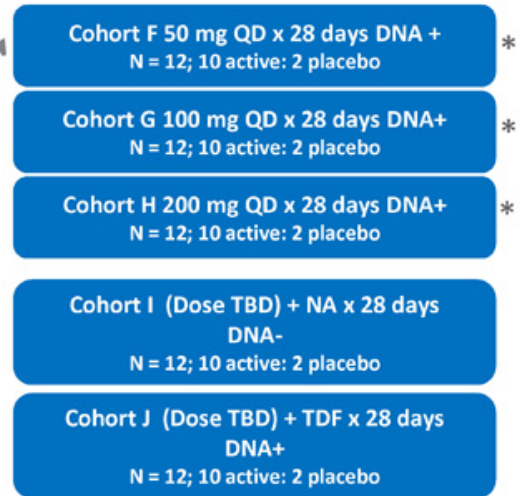 Cohort F 50 mg QD x 28 days DNA + *
N = 12; 10 active: 2 placebo
Cohort G 100 mg QD x 28 days DNA+ *
N = 12; 10 active: 2 placebo
Cohort H 200 mg QD x 28 days DNA+ *
N = 12; 10 active: 2 placebo
Cohort I (Dose TBD) + NA x 28 days
DNA-
N = 12; 10 active: 2 placebo
Cohort J (Dose TBD) + TDF x 28 days
DNA+
N = 12; 10 active: 2 placebo